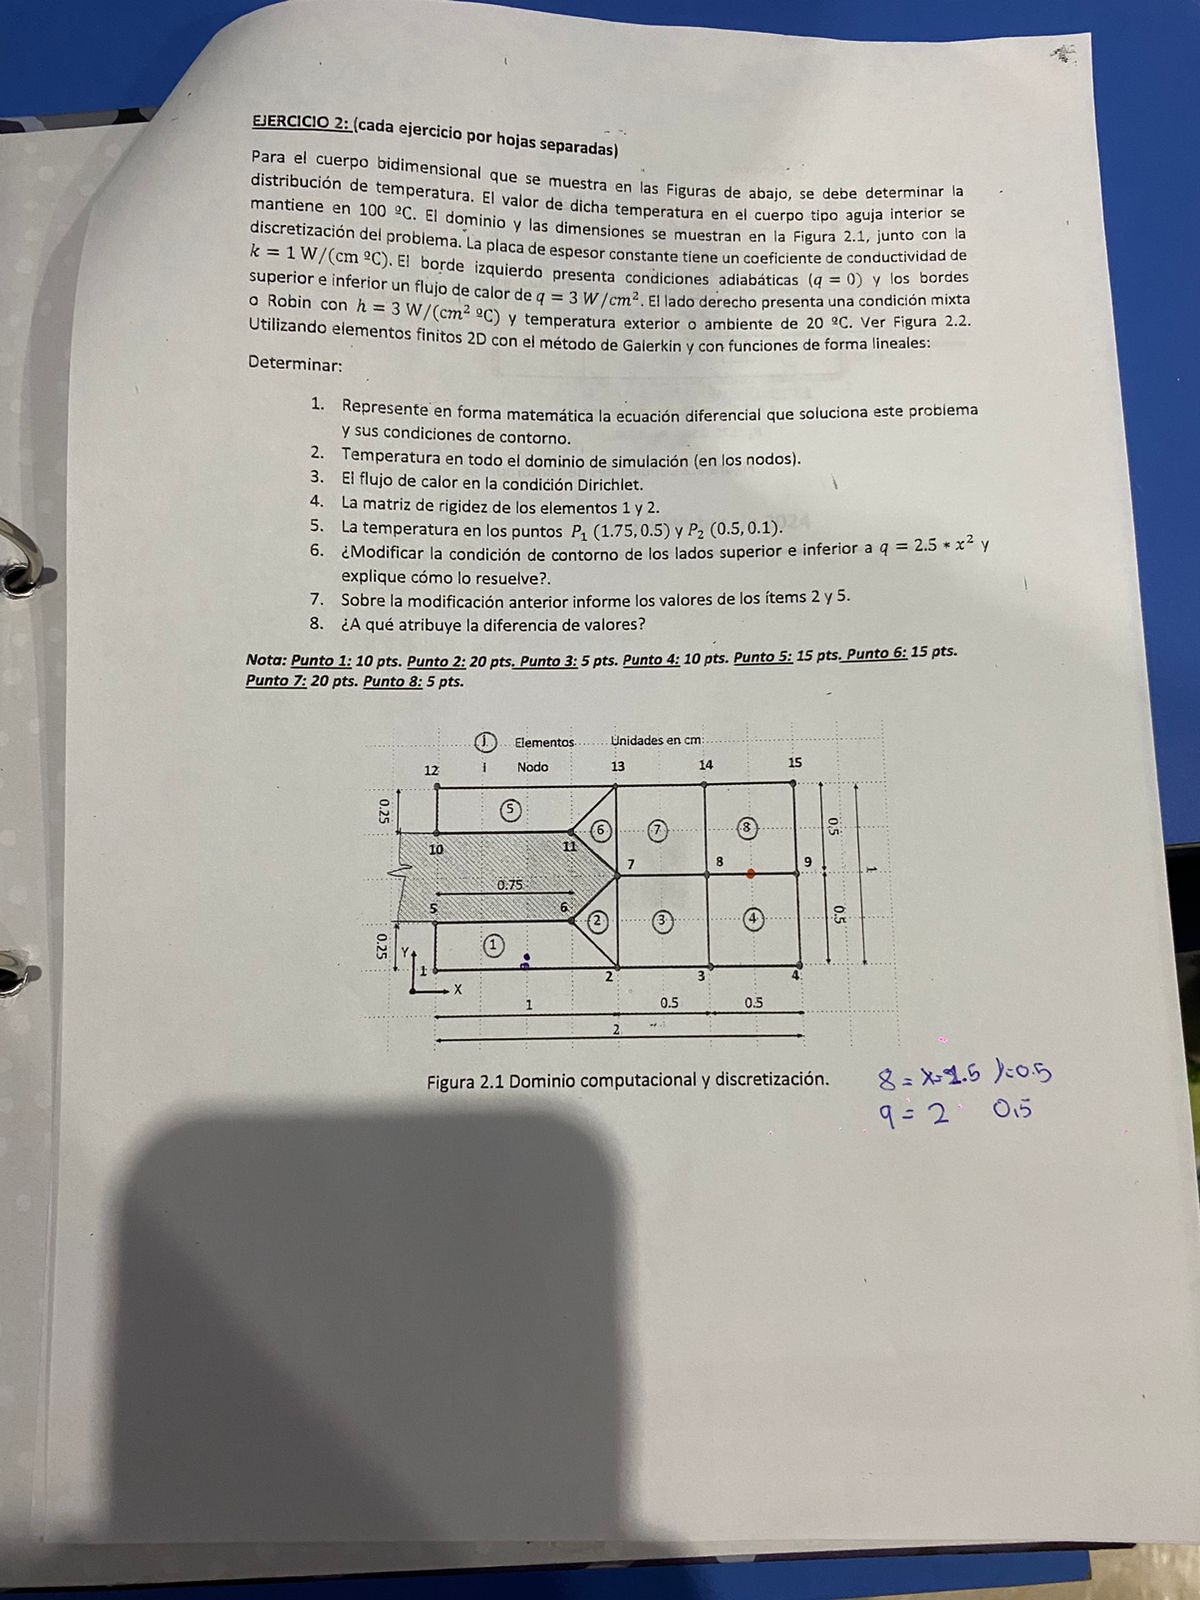 EJERCICIO 2: (cada ejercicio por hojas separadas)
Para el cuerpo bidimensional que se muestra en las Figuras de abajo, se debe determinar la
distribución de temperatura. El valor de dicha temperatura en el cuerpo tipo aguja interior se
mantiene en 100 ºC. El dominio y las dimensiones se muestran en la Figura 2.1, junto con la
discretización del problema. La placa de espesor constante tiene un coeficiente de conductividad de
k = 1 W/(cm ºC). El borde izquierdo presenta condiciones adiabáticas (q = 0) y los bordes
superior e inferior un flujo de calor de q = 3 W/cm². El lado derecho presenta una condición mixta
o Robin con h = 3 W/(cm² ºC) y temperatura exterior o ambiente de 20 ºC. Ver Figura 2.2.
Utilizando elementos finitos 2D con el método de Galerkin y con funciones de forma lineales:
Determinar:
1. Represente en forma matemática la ecuación diferencial que soluciona este problema
y sus condiciones de contorno.
2. Temperatura en todo el dominio de simulación (en los nodos).
3. El flujo de calor en la condición Dirichlet.
4. La matriz de rigidez de los elementos 1 y 2.
5. La temperatura en los puntos P₁ (1.75, 0.5) y P₂ (0.5, 0.1).
6. ¿Modificar la condición de contorno de los lados superior e inferior a q = 2.5 * x² y
explique cómo lo resuelve?.
7. Sobre la modificación anterior informe los valores de los ítems 2 y 5.
8. ¿A qué atribuye la diferencia de valores?
Nota: Punto 1: 10 pts. Punto 2: 20 pts. Punto 3: 5 pts. Punto 4: 10 pts. Punto 5: 15 pts. Punto 6: 15 pts.
Punto 7: 20 pts. Punto 8: 5 pts.
j Elementos Unidades en cm
12 i Nodo 13 14 15
0.25 5 6 7 8 0.5
10 11 7 8 9 1
0.75
5 6
0.25 1 2 3 4 0.5
Y
1 2 3 4
X
1 0.5 0.5
2
Figura 2.1 Dominio computacional y discretización.
8 = x=1.5 y=0.5
9 = 2 0.5